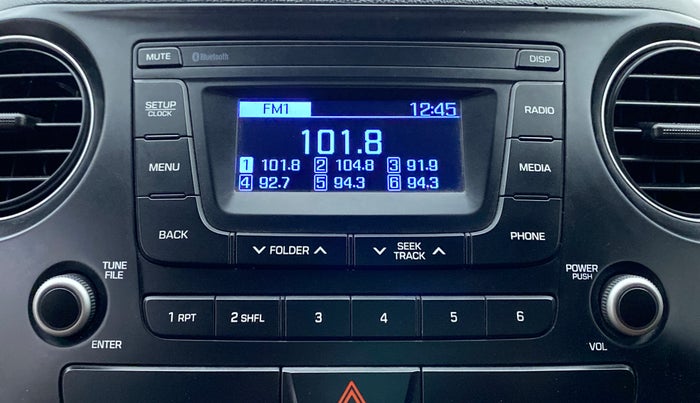 MUTE Bluetooth DISP
SETUP
CLOCK
FM1 12:45
RADIO
101.8
1 101.8 2 104.8 3 91.9
4 92.7 5 94.3 6 94.3
MENU
MEDIA
BACK
FOLDER
SEEK
TRACK
PHONE
TUNE
FILE
POWER
PUSH
1 RPT 2 SHFL 3 4 5 6
ENTER
VOL